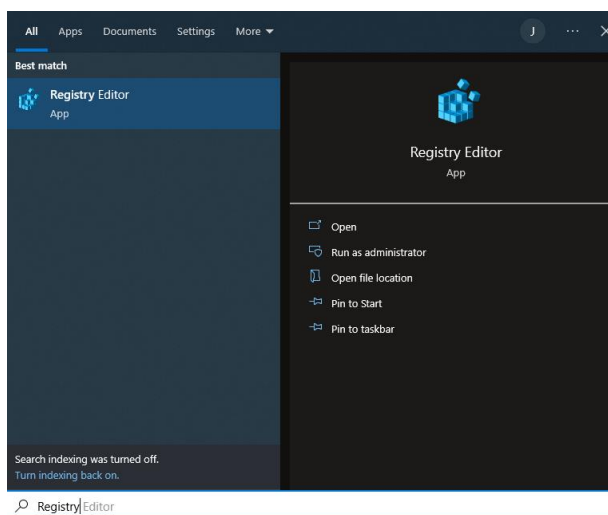 All Apps Documents Settings More
J
Best match
Registry Editor
App
Registry Editor
App
Open
Run as administrator
Open file location
Pin to Start
Pin to taskbar
Search indexing was turned off.
Turn indexing back on.
Registry Editor